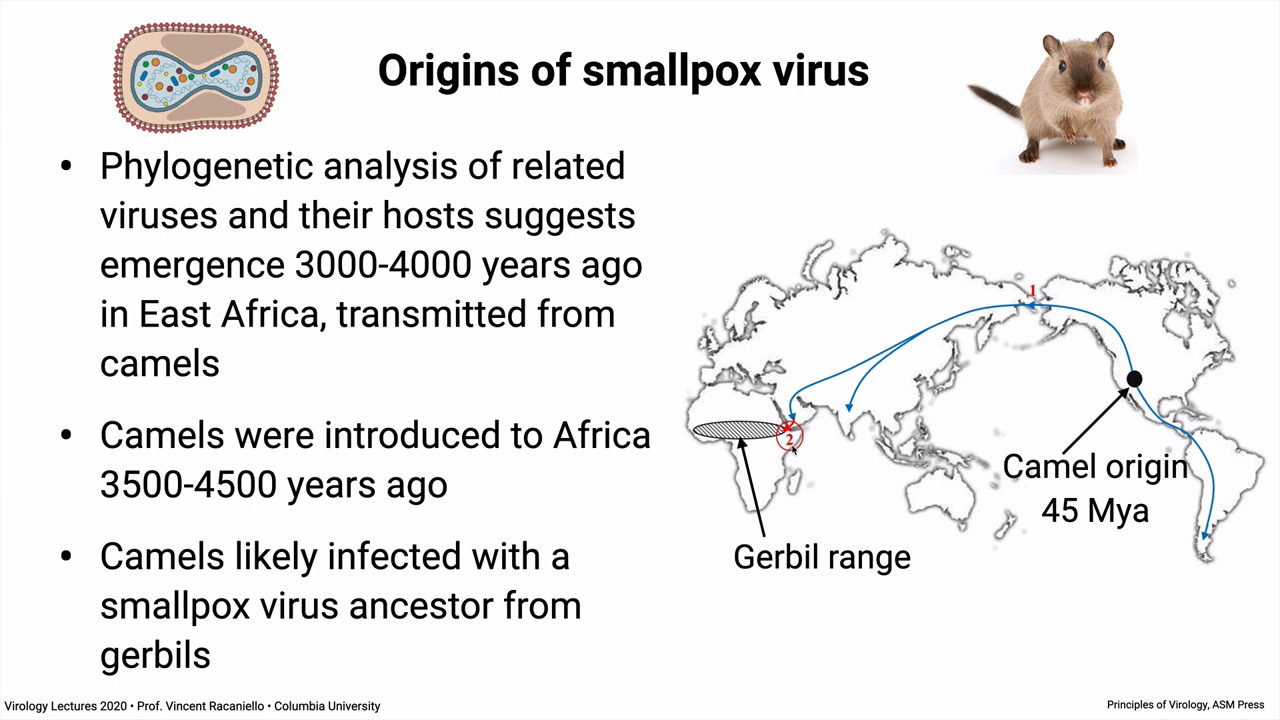 Origins of smallpox virus
• Phylogenetic analysis of related
viruses and their hosts suggests
emergence 3000-4000 years ago
in East Africa, transmitted from
camels
• Camels were introduced to Africa
3500-4500 years ago
• Camels likely infected with a
smallpox virus ancestor from
gerbils
1
2
Camel origin
45 Mya
Gerbil range
Virology Lectures 2020 • Prof. Vincent Racaniello • Columbia University
Principles of Virology, ASM Press